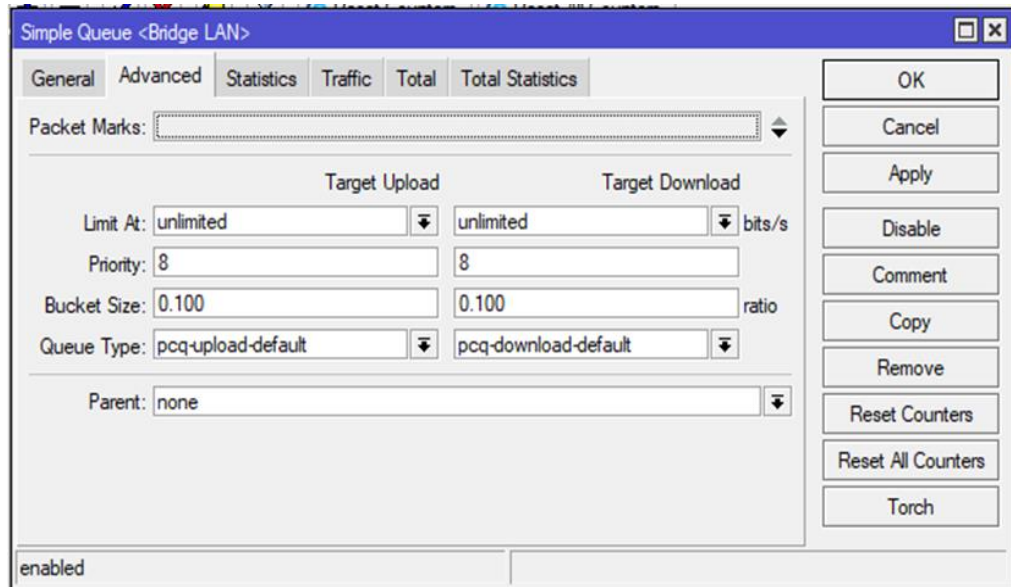 Simple Queue <Bridge LAN>
General Advanced Statistics Traffic Total Total Statistics
Packet Marks:
Target Upload Target Download
Limit At: unlimited unlimited bits/s
Priority: 8 8
Bucket Size: 0.100 0.100 ratio
Queue Type: pcq-upload-default pcq-download-default
Parent: none
OK
Cancel
Apply
Disable
Comment
Copy
Remove
Reset Counters
Reset All Counters
Torch
enabled